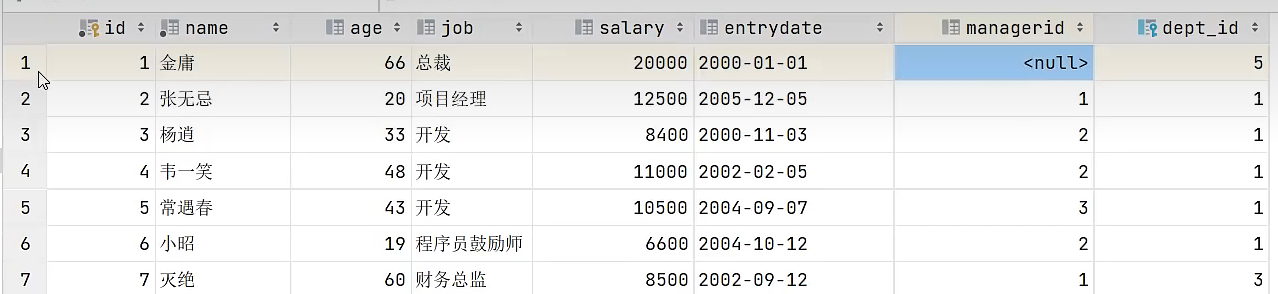 id name age job salary entrydate managerid dept_id
1 1 金庸 66 总裁 20000 2000-01-01 <null> 5
2 2 张无忌 20 项目经理 12500 2005-12-05 1 1
3 3 杨逍 33 开发 8400 2000-11-03 2 1
4 4 韦一笑 48 开发 11000 2002-02-05 2 1
5 5 常遇春 43 开发 10500 2004-09-07 3 1
6 6 小昭 19 程序员鼓励师 6600 2004-10-12 2 1
7 7 灭绝 60 财务总监 8500 2002-09-12 1 3